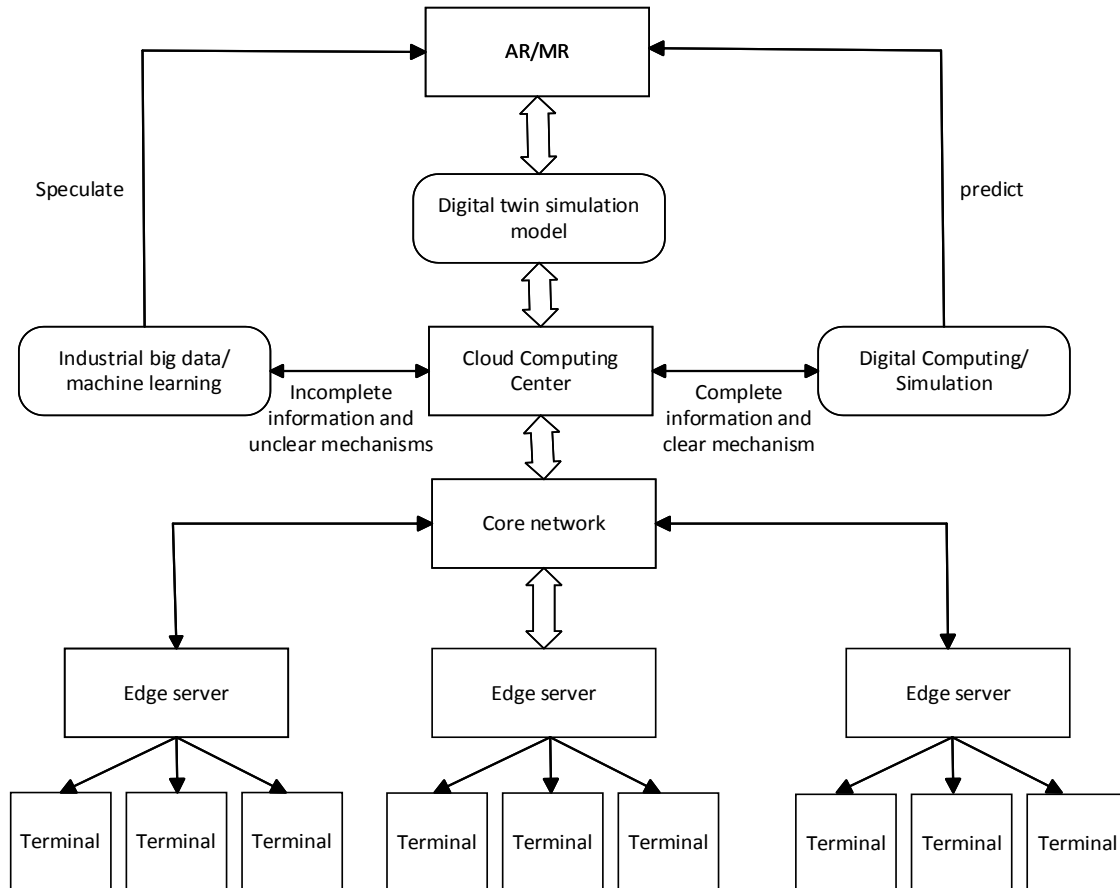 AR/MR
Speculate
predict
Digital twin simulation
model
Industrial big data/
machine learning
Cloud Computing
Center
Digital Computing/
Simulation
Incomplete
information and
unclear mechanisms
Complete
information and
clear mechanism
Core network
Edge server
Edge server
Edge server
Terminal
Terminal
Terminal
Terminal
Terminal
Terminal
Terminal
Terminal
Terminal